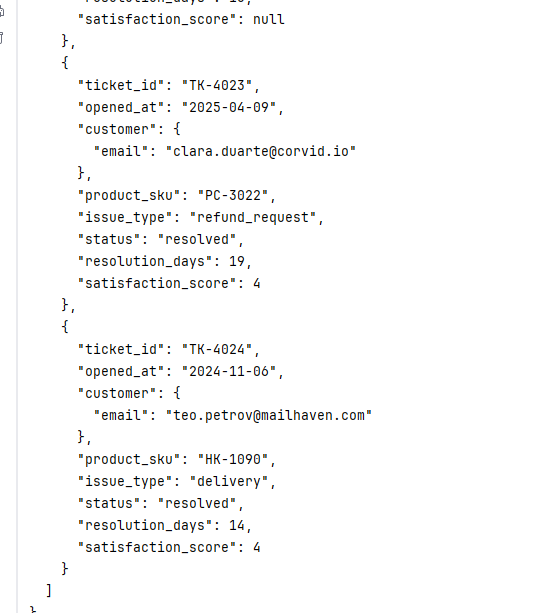 "satisfaction_score": null
},
{
"ticket_id": "TK-4023",
"opened_at": "2025-04-09",
"customer": {
"email": "clara.duarte@corvid.io"
},
"product_sku": "PC-3022",
"issue_type": "refund_request",
"status": "resolved",
"resolution_days": 19,
"satisfaction_score": 4
},
{
"ticket_id": "TK-4024",
"opened_at": "2024-11-06",
"customer": {
"email": "teo.petrov@mailhaven.com"
},
"product_sku": "HK-1090",
"issue_type": "delivery",
"status": "resolved",
"resolution_days": 14,
"satisfaction_score": 4
}
]
}